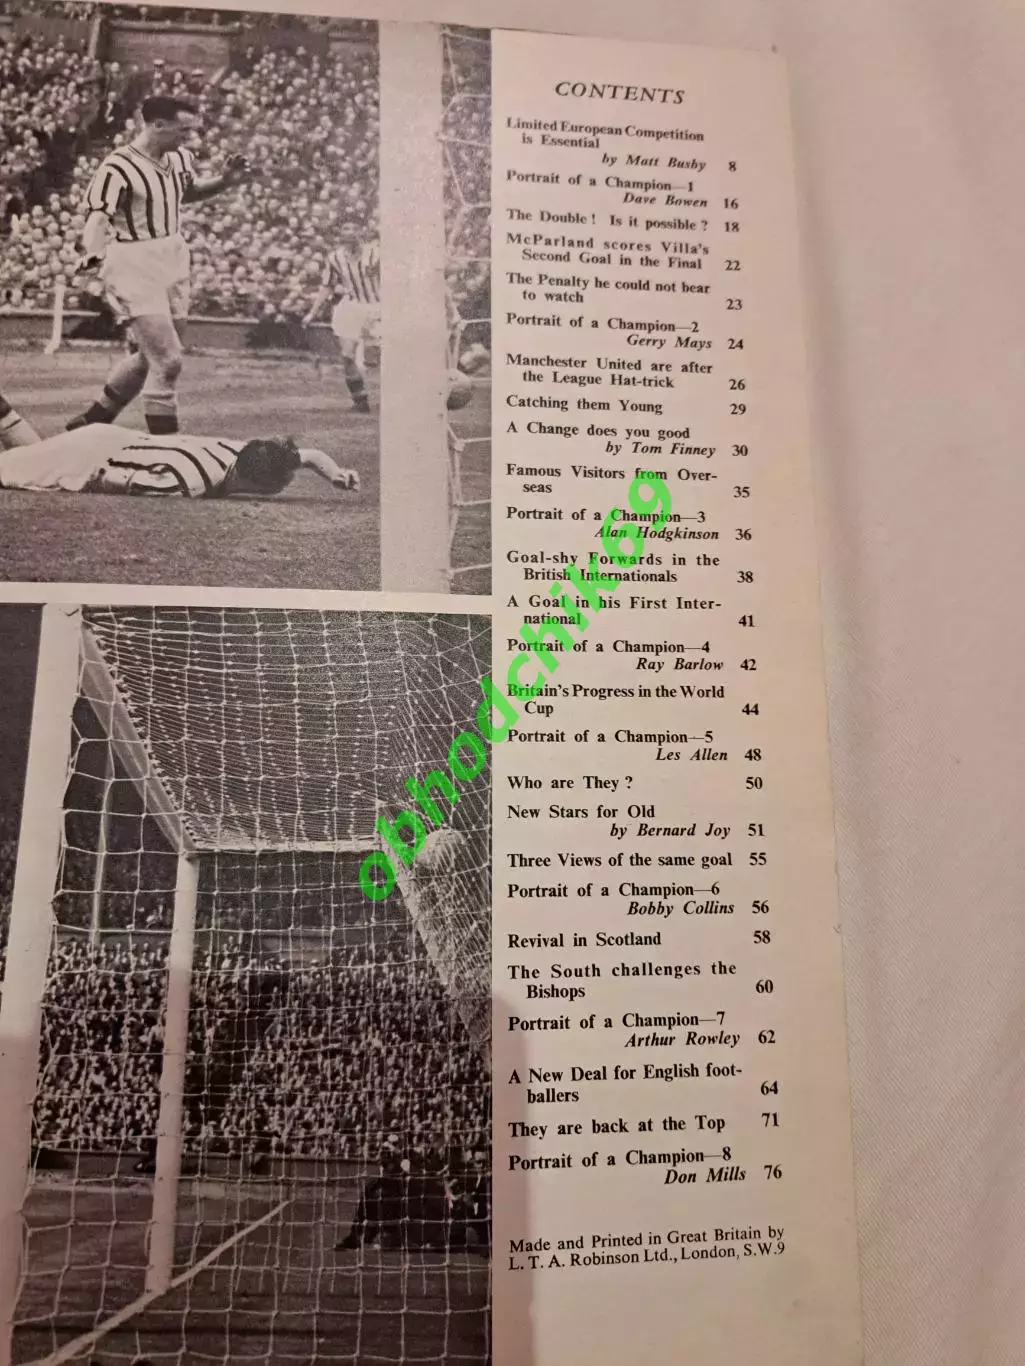 CONTENTS
Limited European Competition
is Essential
by Matt Busby 8
Portrait of a Champion—1
Dave Bowen 16
The Double! Is it possible? 18
McParland scores Villa's
Second Goal in the Final 22
The Penalty he could not bear
to watch 23
Portrait of a Champion—2
Gerry Mays 24
Manchester United are after
the League Hat-trick 26
Catching them Young 29
A Change does you good
by Tom Finney 30
Famous Visitors from Over-
seas 35
Portrait of a Champion—3
Alan Hodgkinson 36
Goal-shy Forwards in the
British Internationals 38
A Goal in his First Inter-
national 41
Portrait of a Champion—4
Ray Barlow 42
Britain's Progress in the World
Cup 44
Portrait of a Champion—5
Les Allen 48
Who are They? 50
New Stars for Old
by Bernard Joy 51
Three Views of the same goal 55
Portrait of a Champion—6
Bobby Collins 56
Revival in Scotland 58
The South challenges the
Bishops 60
Portrait of a Champion—7
Arthur Rowley 62
A New Deal for English foot-
ballers 64
They are back at the Top 71
Portrait of a Champion—8
Don Mills 76
Made and Printed in Great Britain by
L. T. A. Robinson Ltd., London, S.W.9
obhodchik69